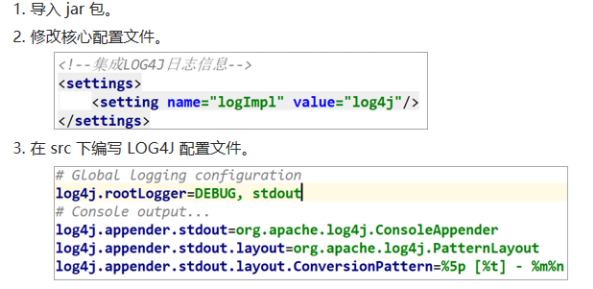 1. 导入 jar 包。
2. 修改核心配置文件。
<!--集成LOG4J日志信息-->
<settings>
<setting name="logImpl" value="log4j"/>
</settings>
3. 在 src 下编写 LOG4J 配置文件。
# Global logging configuration
log4j.rootLogger=DEBUG, stdout
# Console output...
log4j.appender.stdout=org.apache.log4j.ConsoleAppender
log4j.appender.stdout.layout=org.apache.log4j.PatternLayout
log4j.appender.stdout.layout.ConversionPattern=%5p [%t] - %m%n